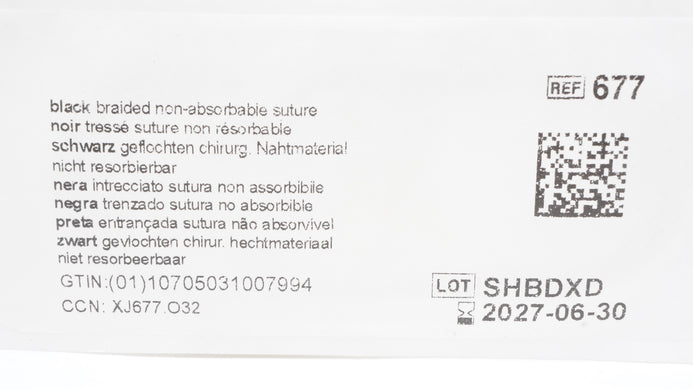 black braided non-absorbable suture
noir tressé suture non résorbable
schwarz geflochten chirurg. Nahtmaterial
nicht resorbierbar
nera intrecciato sutura non assorbibile
negra trenzado sutura no absorbible
preta entrançada sutura não absorvível
zwart gevlochten chirur. hechtmateriaal
niet resorbeerbaar
GTIN:(01)10705031007994
CCN: XJ677.O32
REF 677
LOT SHBDXD
2027-06-30